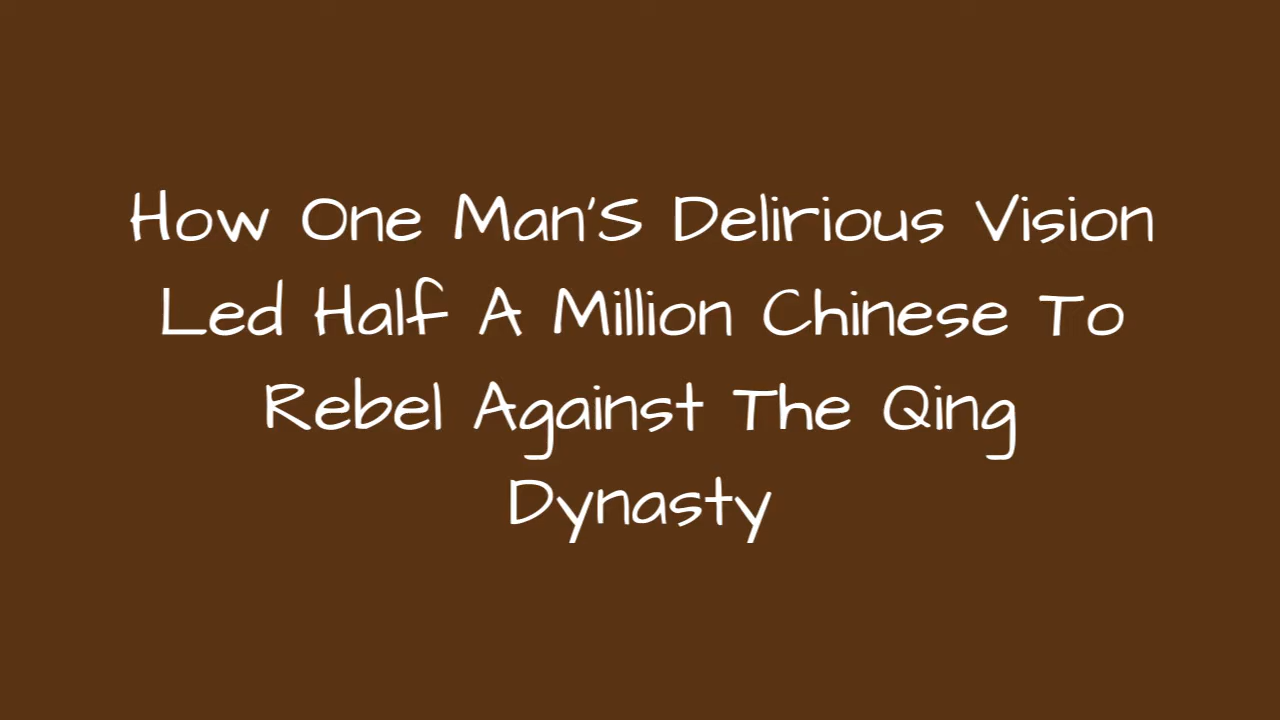 How One Man'S Delirious Vision
Led Half A Million Chinese To
Rebel Against The Qing
Dynasty